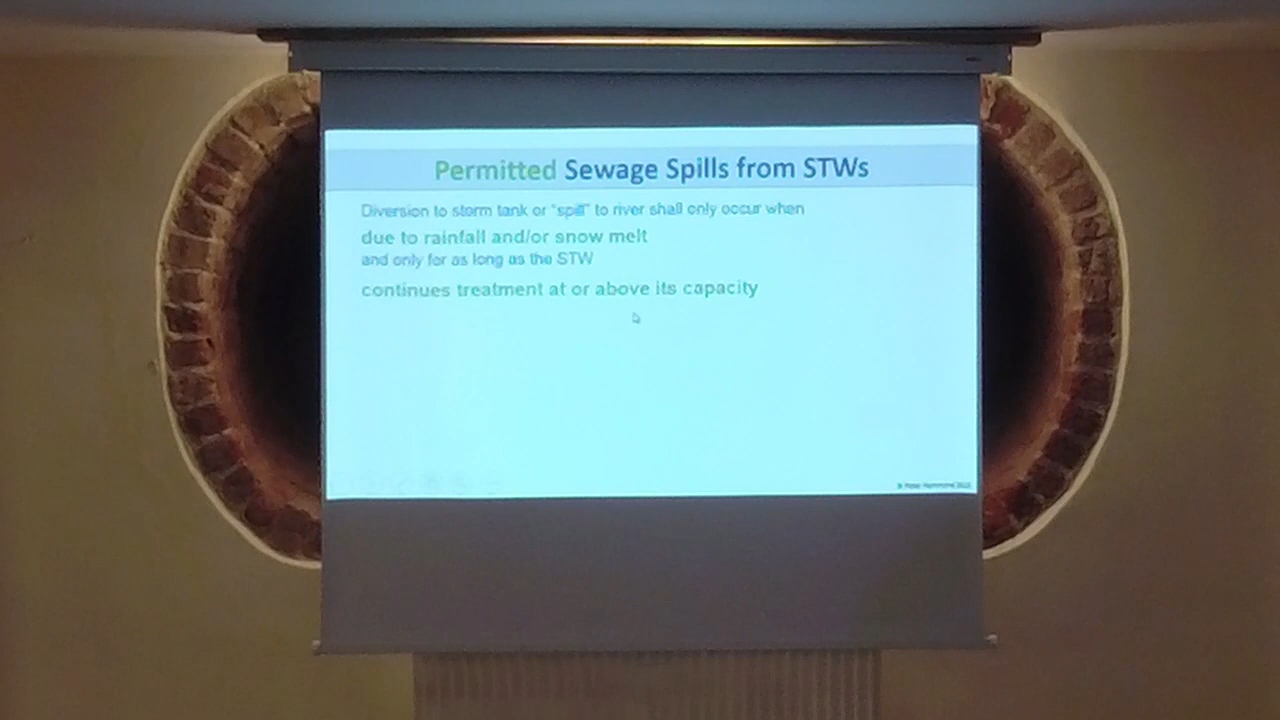 Permitted Sewage Spills from STWs
Diversion to storm tank or "spill" to river shall only occur when
due to rainfall and/or snow melt
and only for as long as the STW
continues treatment at or above its capacity